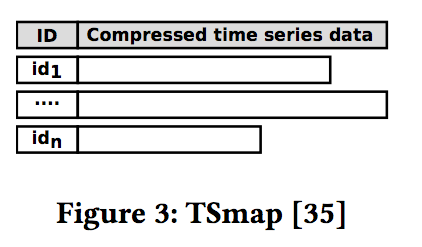 ID Compressed time series data
id1
....
idn
Figure 3: TSmap [35]